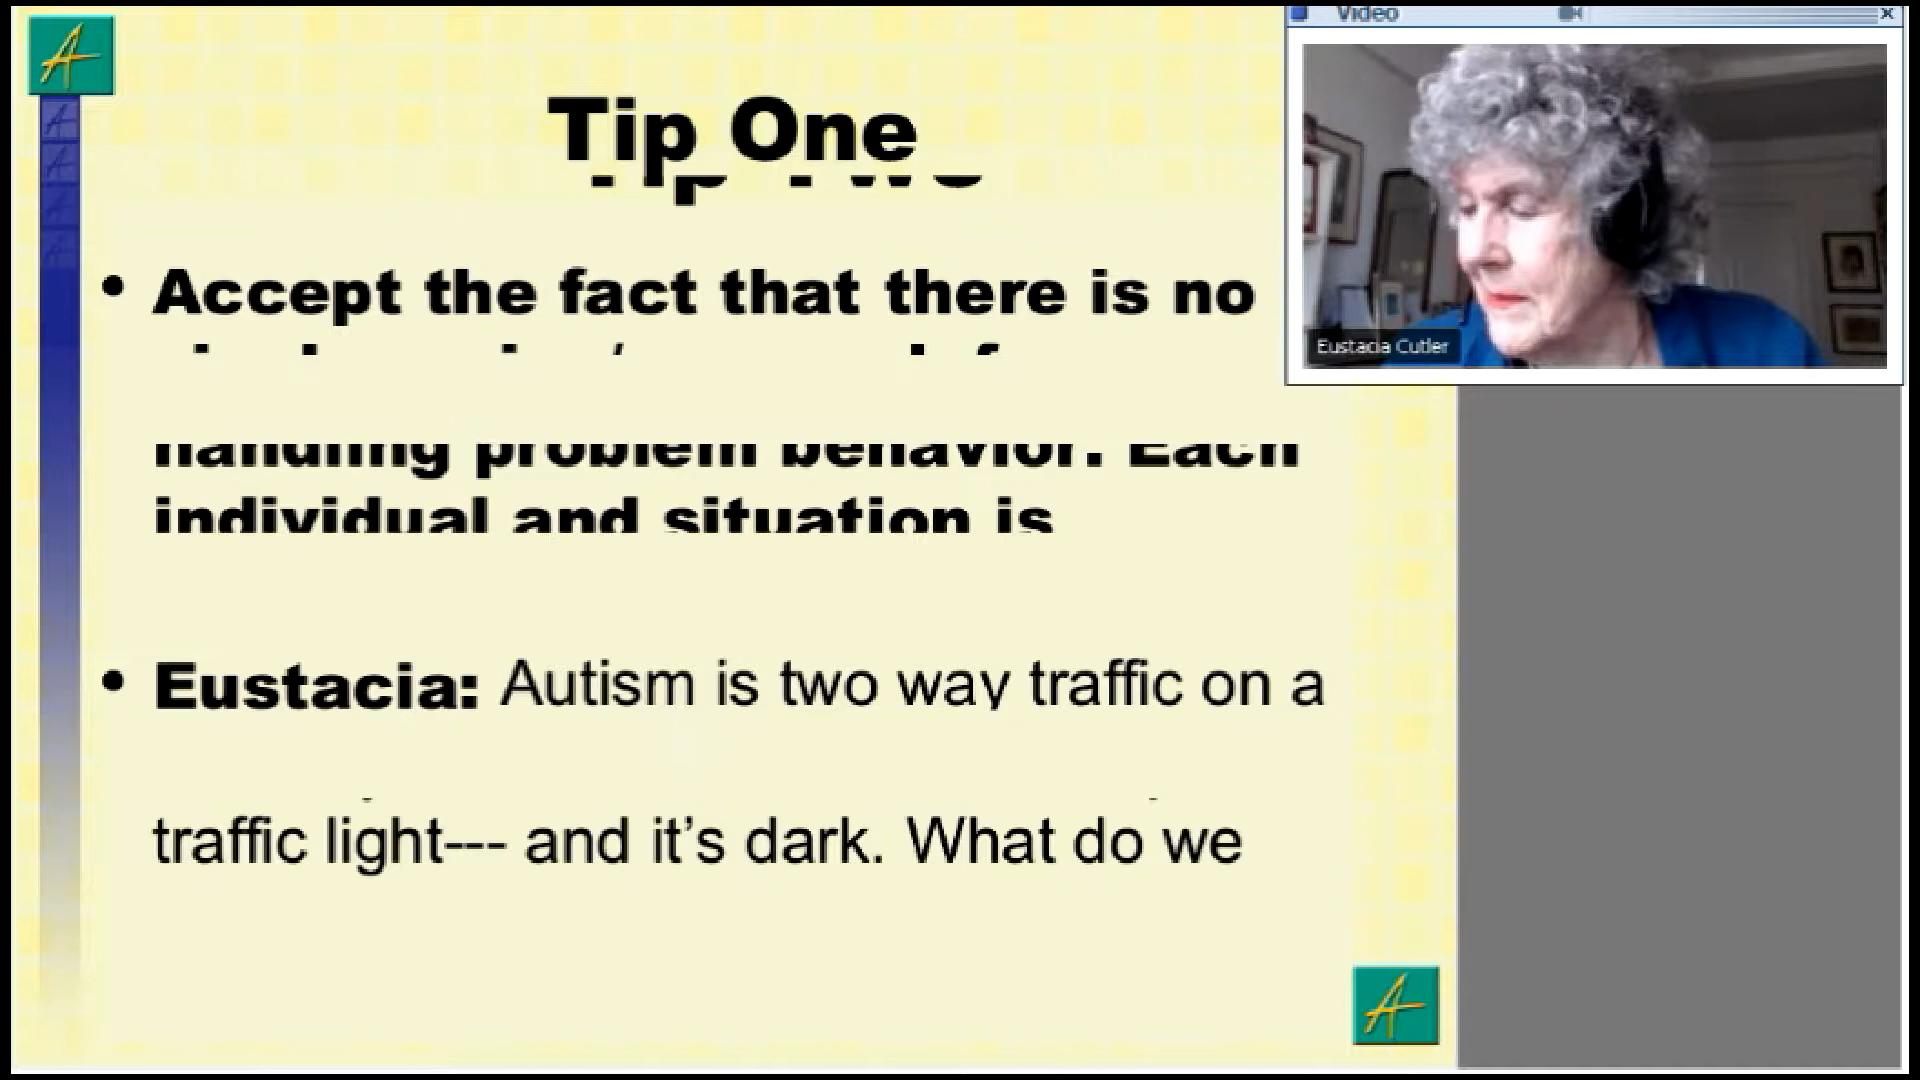 Video
Tip One
• Accept the fact that there is no
handling problem behavior. Each
individual and situation is
• Eustacia: Autism is two way traffic on a
traffic light--- and it’s dark. What do we
Eustacia Cutler